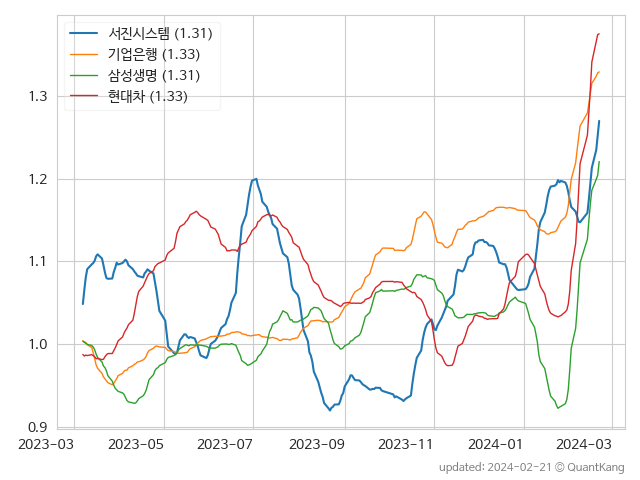 서진시스템 (1.31)
기업은행 (1.33)
삼성생명 (1.31)
현대차 (1.33)
1.3
1.2
1.1
1.0
0.9
2023-03 2023-05 2023-07 2023-09 2023-11 2024-01 2024-03
updated: 2024-02-21 © QuantKang